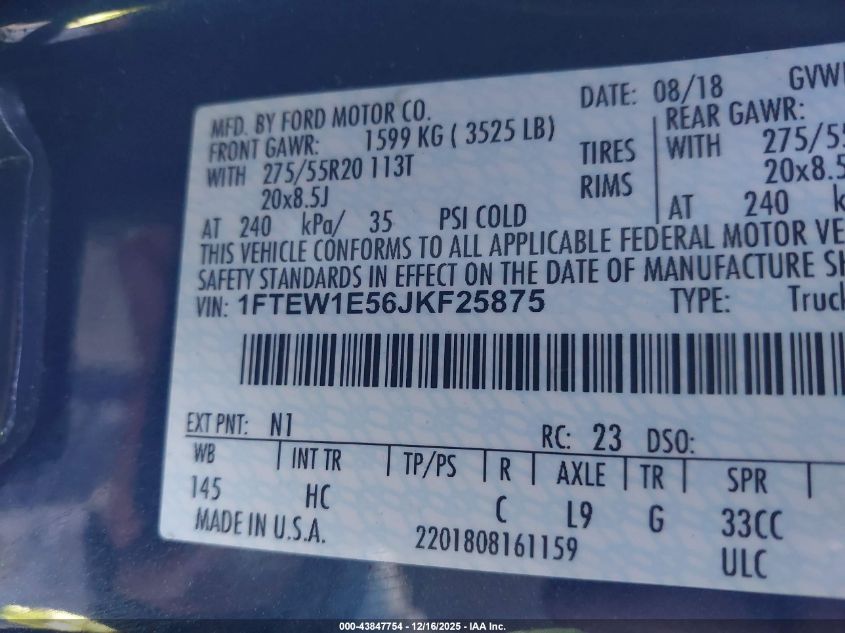 MFD. BY FORD MOTOR CO.
DATE: 08/18 GVW
FRONT GAWR: 1599 KG ( 3525 LB)
REAR GAWR:
WITH 275/55R20 113T
TIRES
WITH 275/55
20x8.5J
RIMS
20x8.5
AT 240 kPa/ 35 PSI COLD
AT 240 k
THIS VEHICLE CONFORMS TO ALL APPLICABLE FEDERAL MOTOR VE
SAFETY STANDARDS IN EFFECT ON THE DATE OF MANUFACTURE SH
VIN: 1FTEW1E56JKF25875 TYPE: Truck
EXT PNT: N1 RC: 23 DSO:
WB INT TR TP/PS R AXLE TR SPR
145 HC C L9 G 33CC
MADE IN U.S.A. 2201808161159 ULC
000-43847754 - 12/16/2025 - IAA Inc.